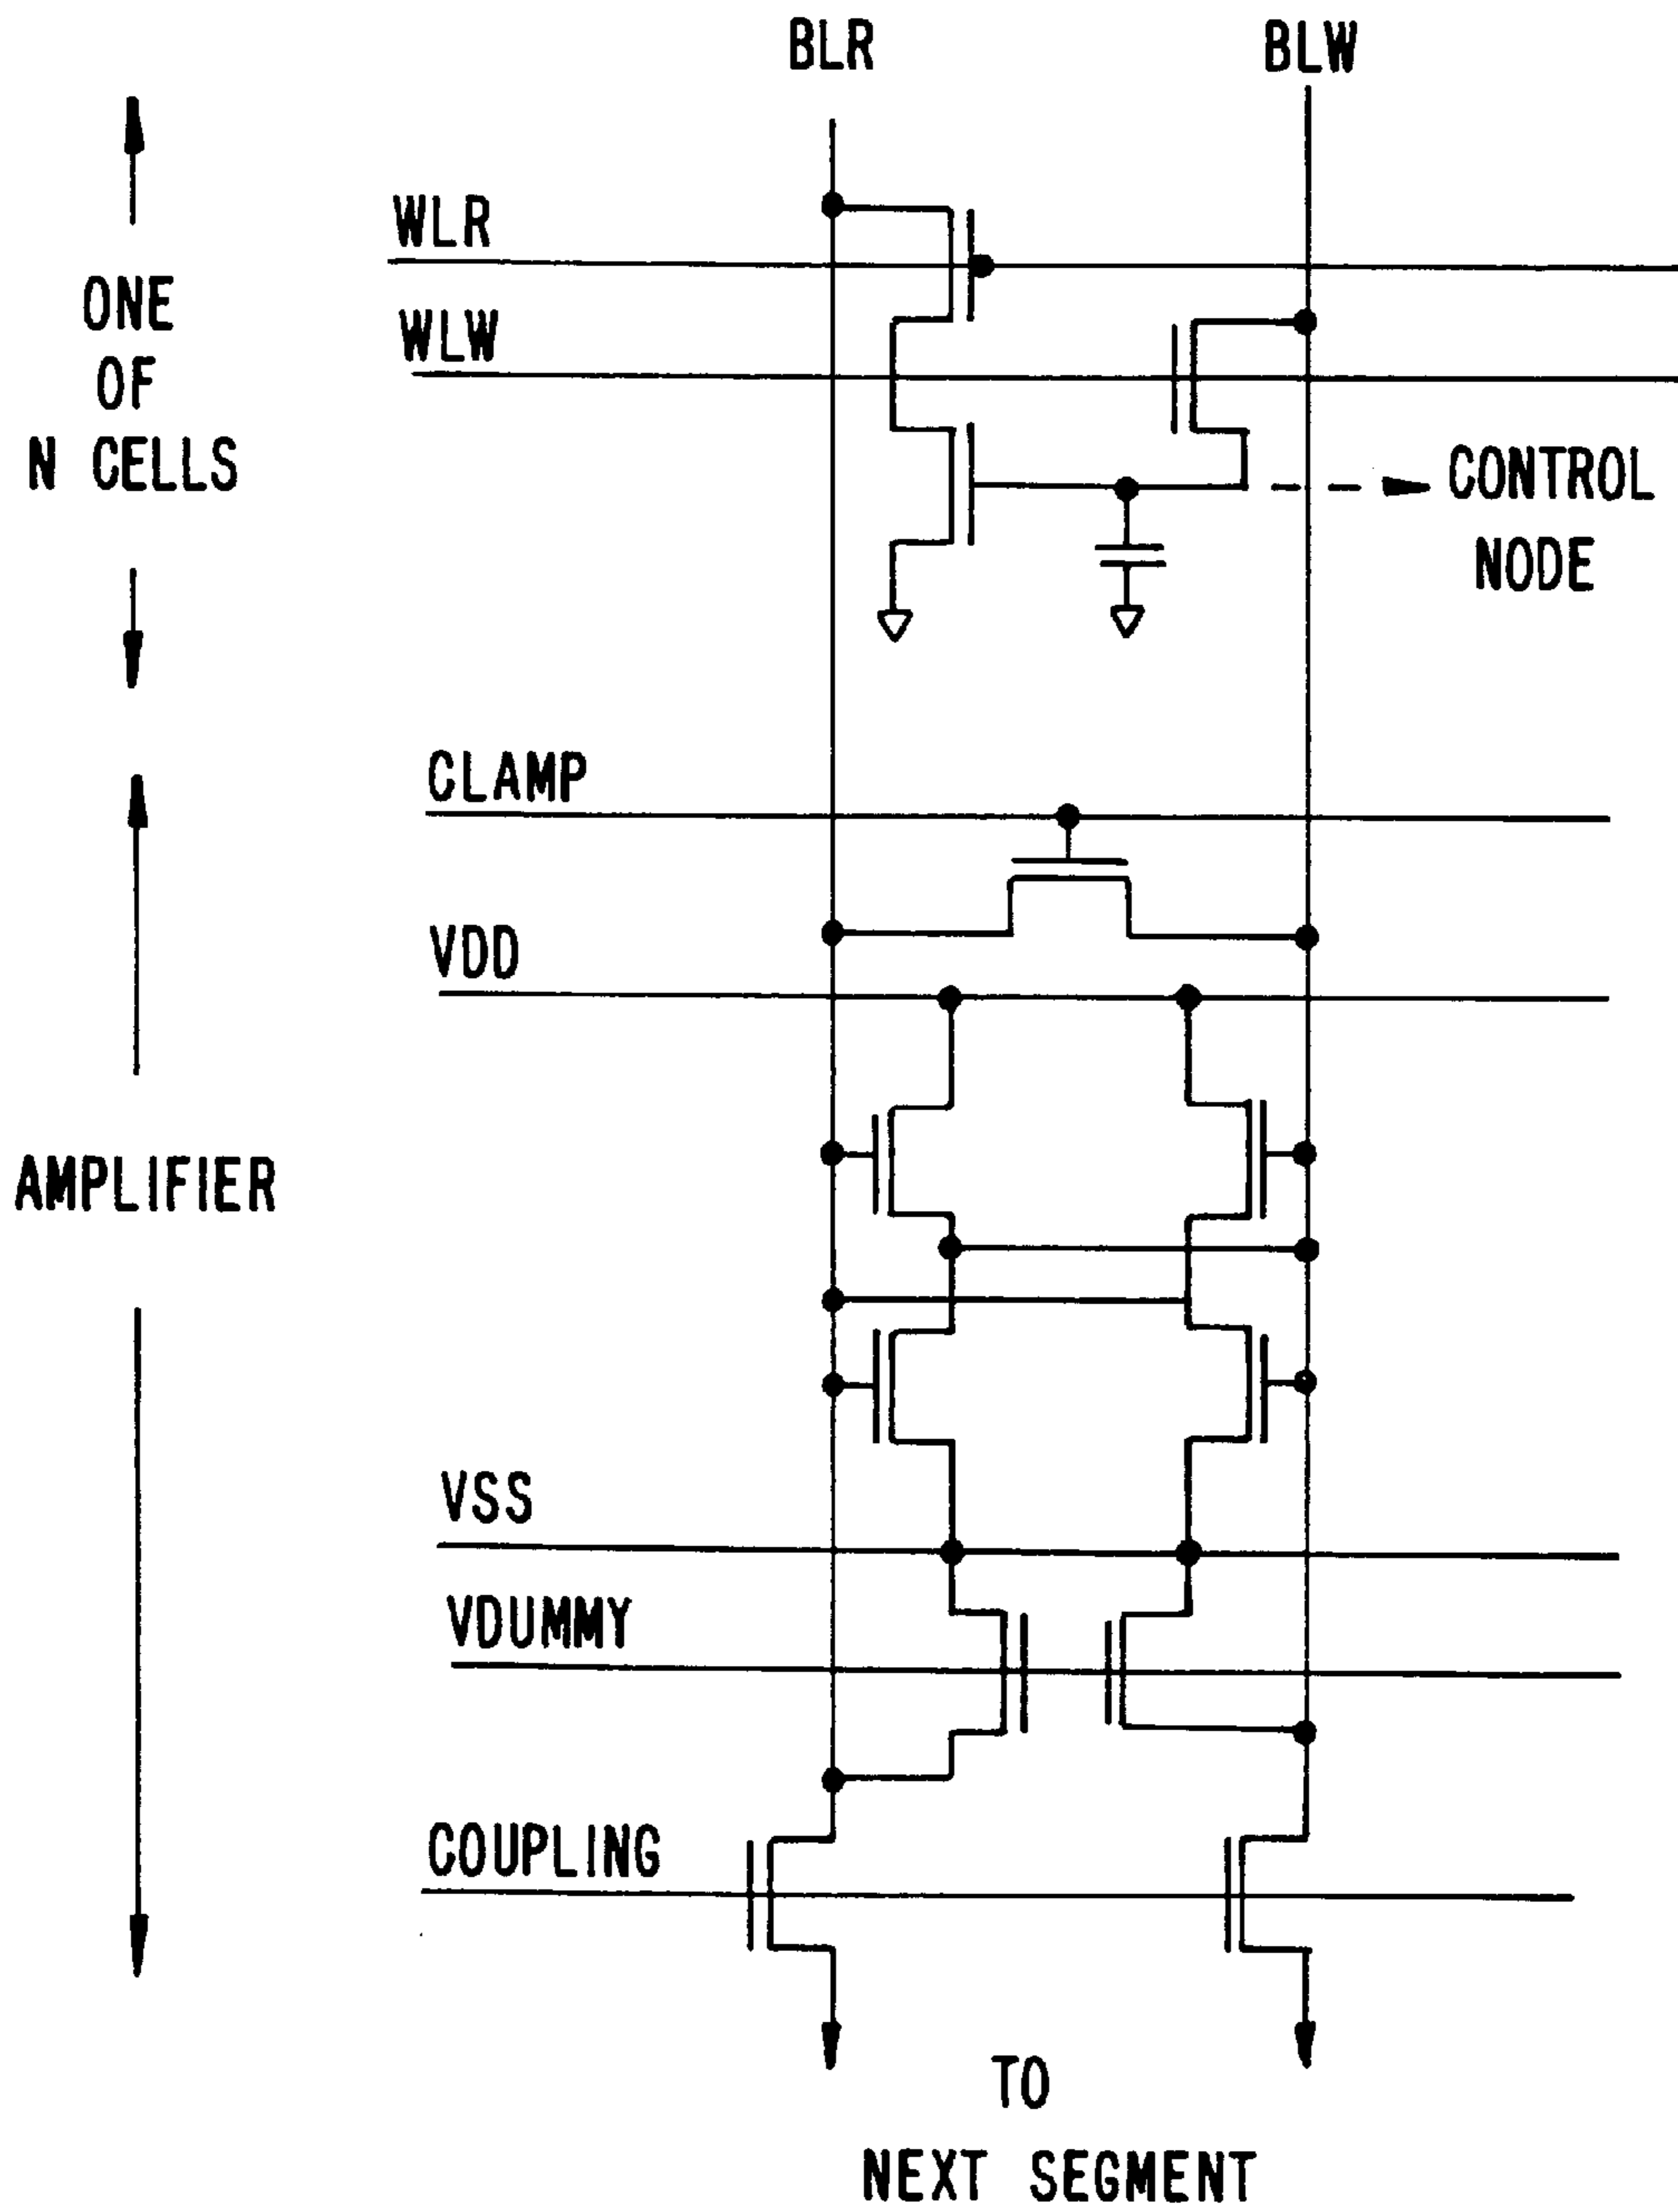 BLR
BLW
WLR
ONE
OF
N CELLS
WLW
CONTROL
NODE
CLAMP
VDD
AMPLIFIER
VSS
VDUMMY
COUPLING
TO
NEXT SEGMENT